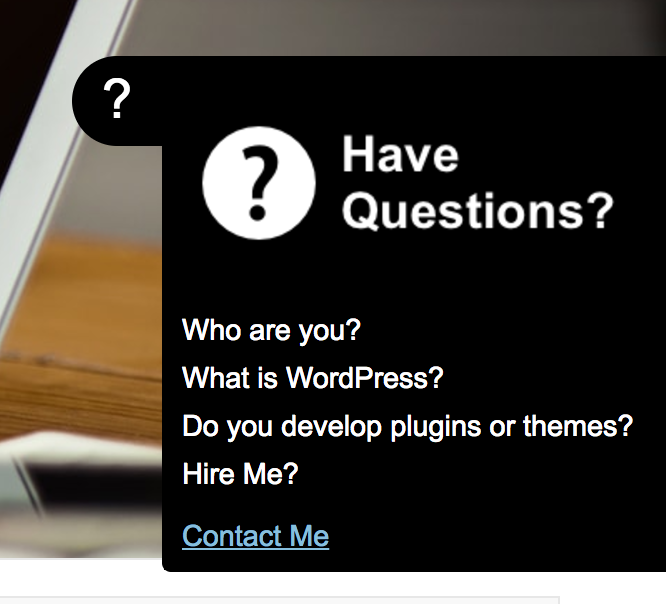 ?
?
Have
Questions?
Who are you?
What is WordPress?
Do you develop plugins or themes?
Hire Me?
Contact Me